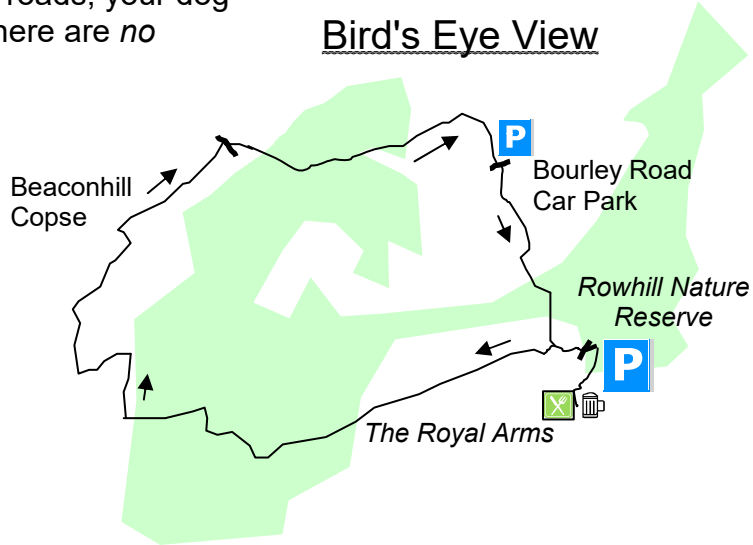 roads, your dog
here are no
Bird's Eye View
P
Beaconhill
Copse
Bourley Road
Car Park
Rowhill Nature
Reserve
P
The Royal Arms